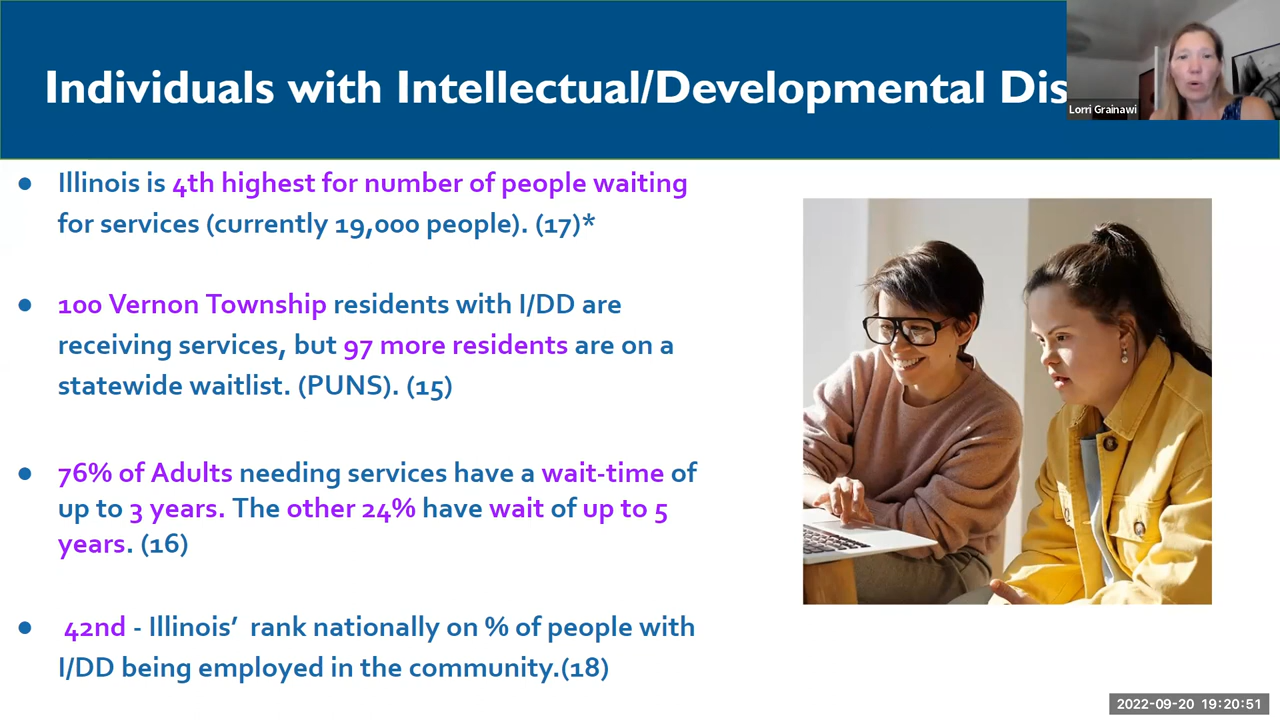 Individuals with Intellectual/Developmental Dis
Lorri Grainawi
● Illinois is 4th highest for number of people waiting
for services (currently 19,000 people). (17)*
● 100 Vernon Township residents with I/DD are
receiving services, but 97 more residents are on a
statewide waitlist. (PUNS). (15)
● 76% of Adults needing services have a wait-time of
up to 3 years. The other 24% have wait of up to 5
years. (16)
● 42nd - Illinois’ rank nationally on % of people with
I/DD being employed in the community.(18)
2022-09-20 19:20:51